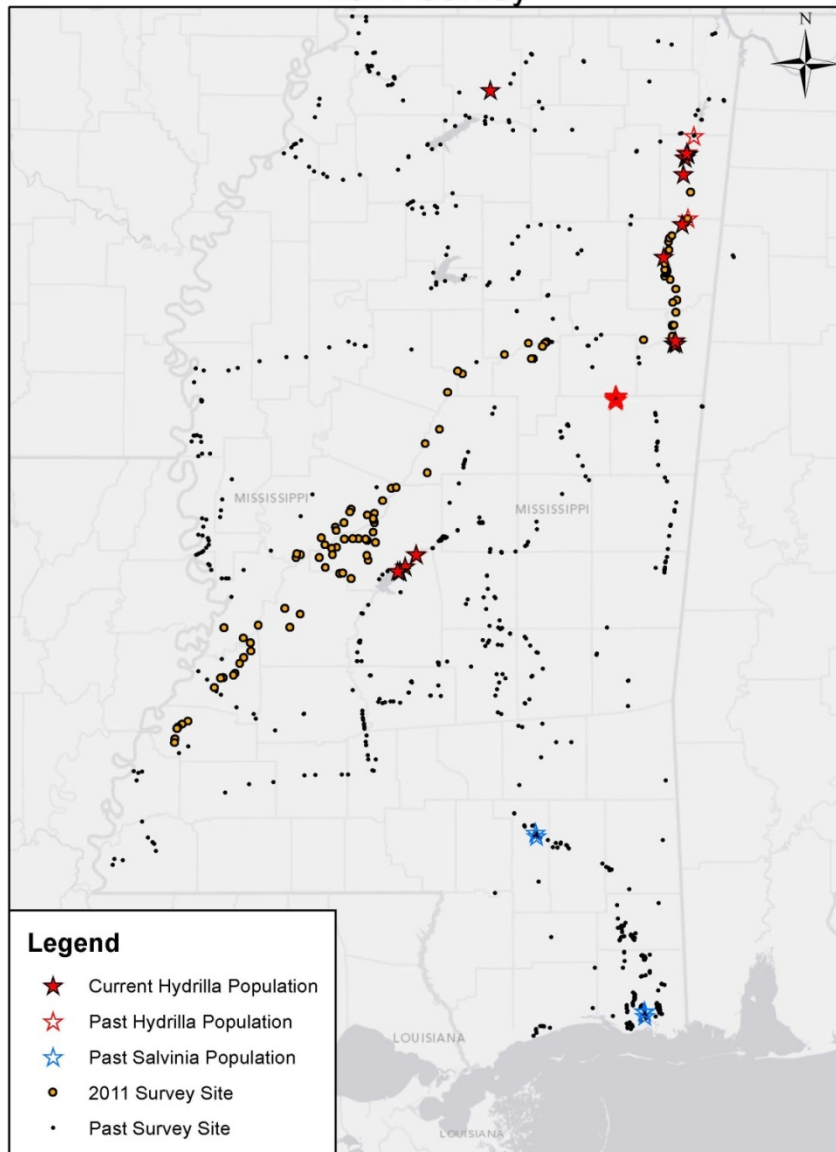 N
MISSISSIPPI
MISSISSIPPI
LOUISIANA
LOUISIANA
Legend
Current Hydrilla Population
Past Hydrilla Population
Past Salvinia Population
2011 Survey Site
Past Survey Site